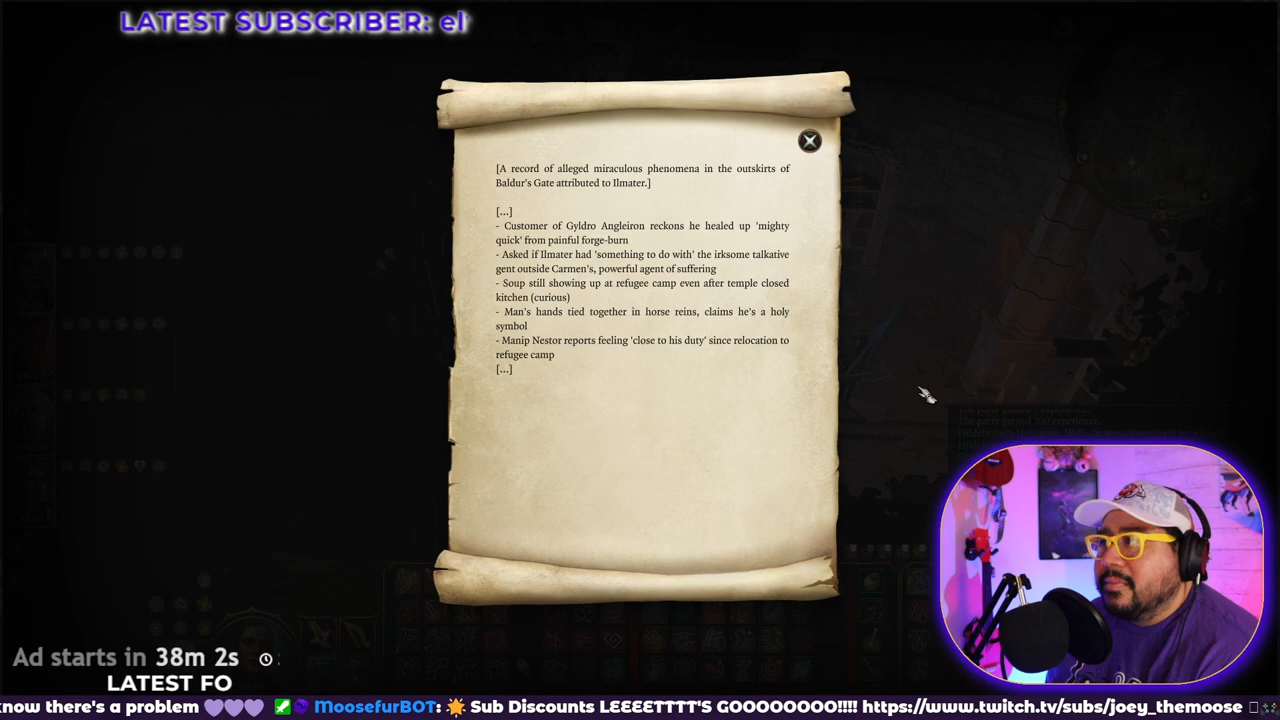 LATEST SUBSCRIBER: el
[A record of alleged miraculous phenomena in the outskirts of
Baldur's Gate attributed to Ilmater.]
[...]
- Customer of Gyldro Angleiron reckons he healed up 'mighty
quick' from painful forge-burn
- Asked if Ilmater had 'something to do with' the irksome talkative
gent outside Carmen's, powerful agent of suffering
- Soup still showing up at refugee camp even after temple closed
kitchen (curious)
- Man's hands tied together in horse reins, claims he's a holy
symbol
- Manip Nestor reports feeling 'close to his duty' since relocation to
refugee camp
[...]
The party gained 200 experience.
Ad starts in 38m 2s
LATEST FO
know there's a problem 💜💜💜 MoosefurBOT: Sub Discounts LEEEETTTT'S GOOOOOOOO!!!! https://www.twitch.tv/subs/joey_themoose